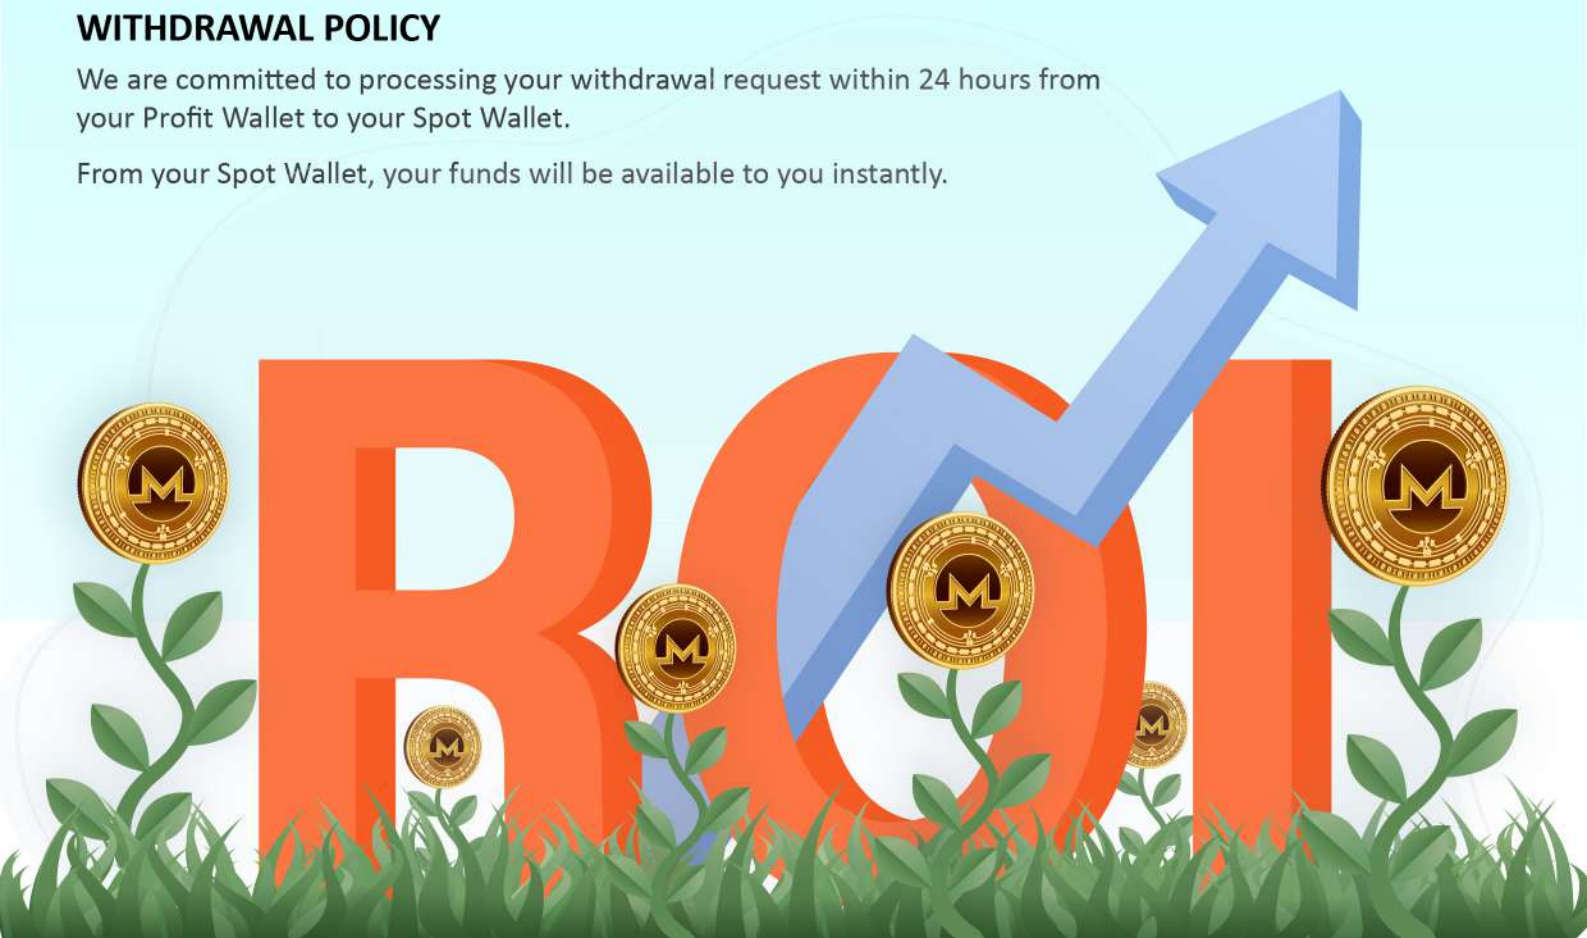 WITHDRAWAL POLICY
We are committed to processing your withdrawal request within 24 hours from
your Profit Wallet to your Spot Wallet.
From your Spot Wallet, your funds will be available to you instantly.
ROI